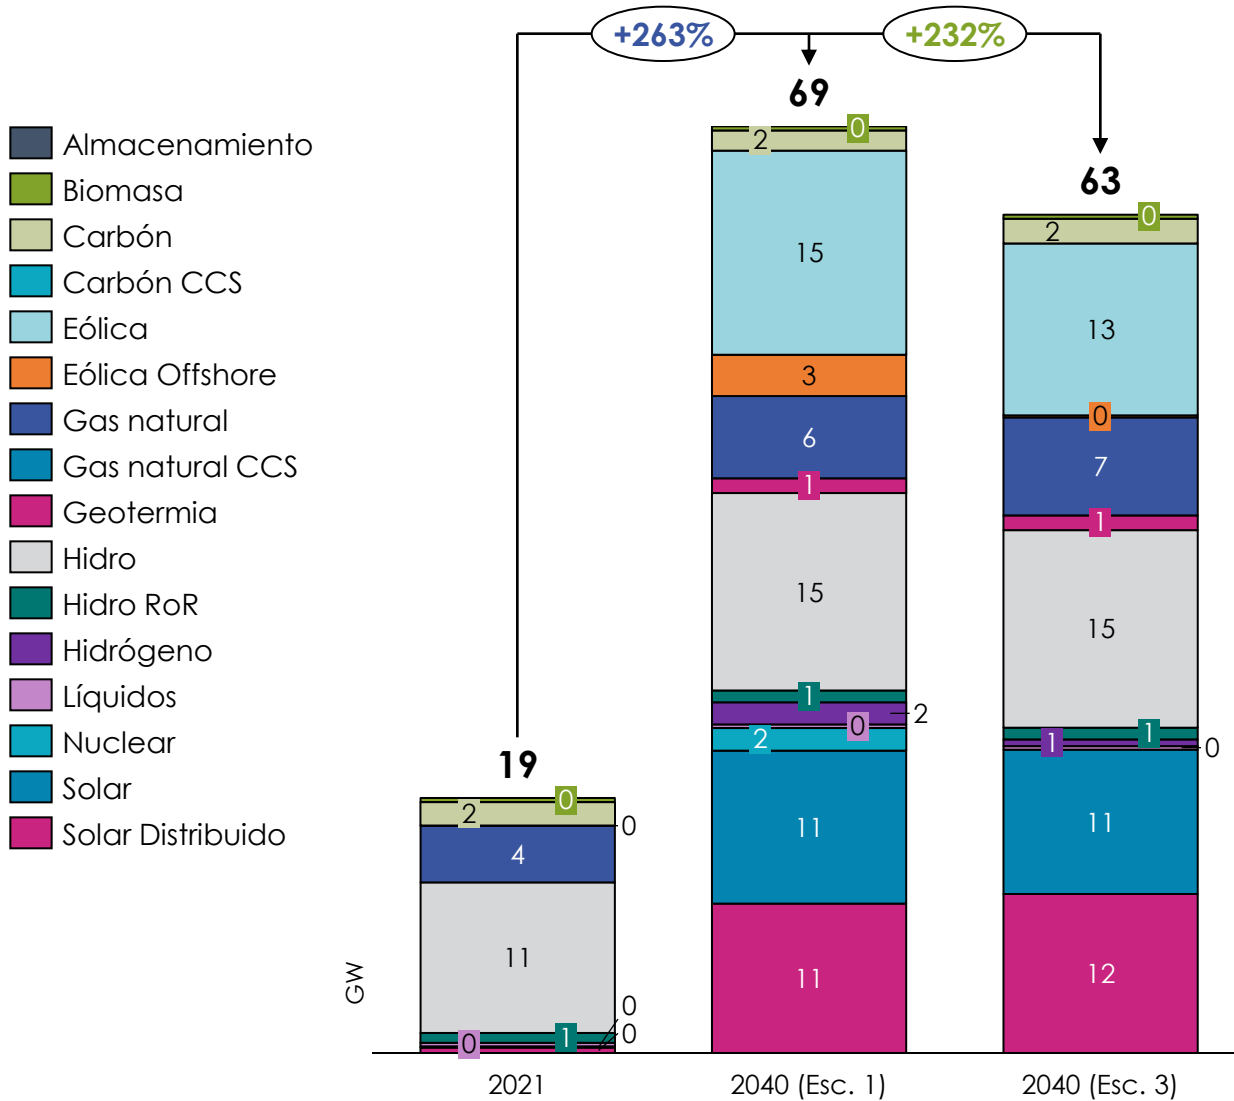 +263%
+232%
69
63
19
Almacenamiento
Biomasa
Carbón
Carbón CCS
Eólica
Eólica Offshore
Gas natural
Gas natural CCS
Geotermia
Hidro
Hidro RoR
Hidrógeno
Líquidos
Nuclear
Solar
Solar Distribuido
GW
2
0
0
4
11
0
0
0
1
2
0
15
3
6
1
15
1
2
0
2
11
11
2
0
13
0
7
1
15
1
1
0
11
12
2021
2040 (Esc. 1)
2040 (Esc. 3)